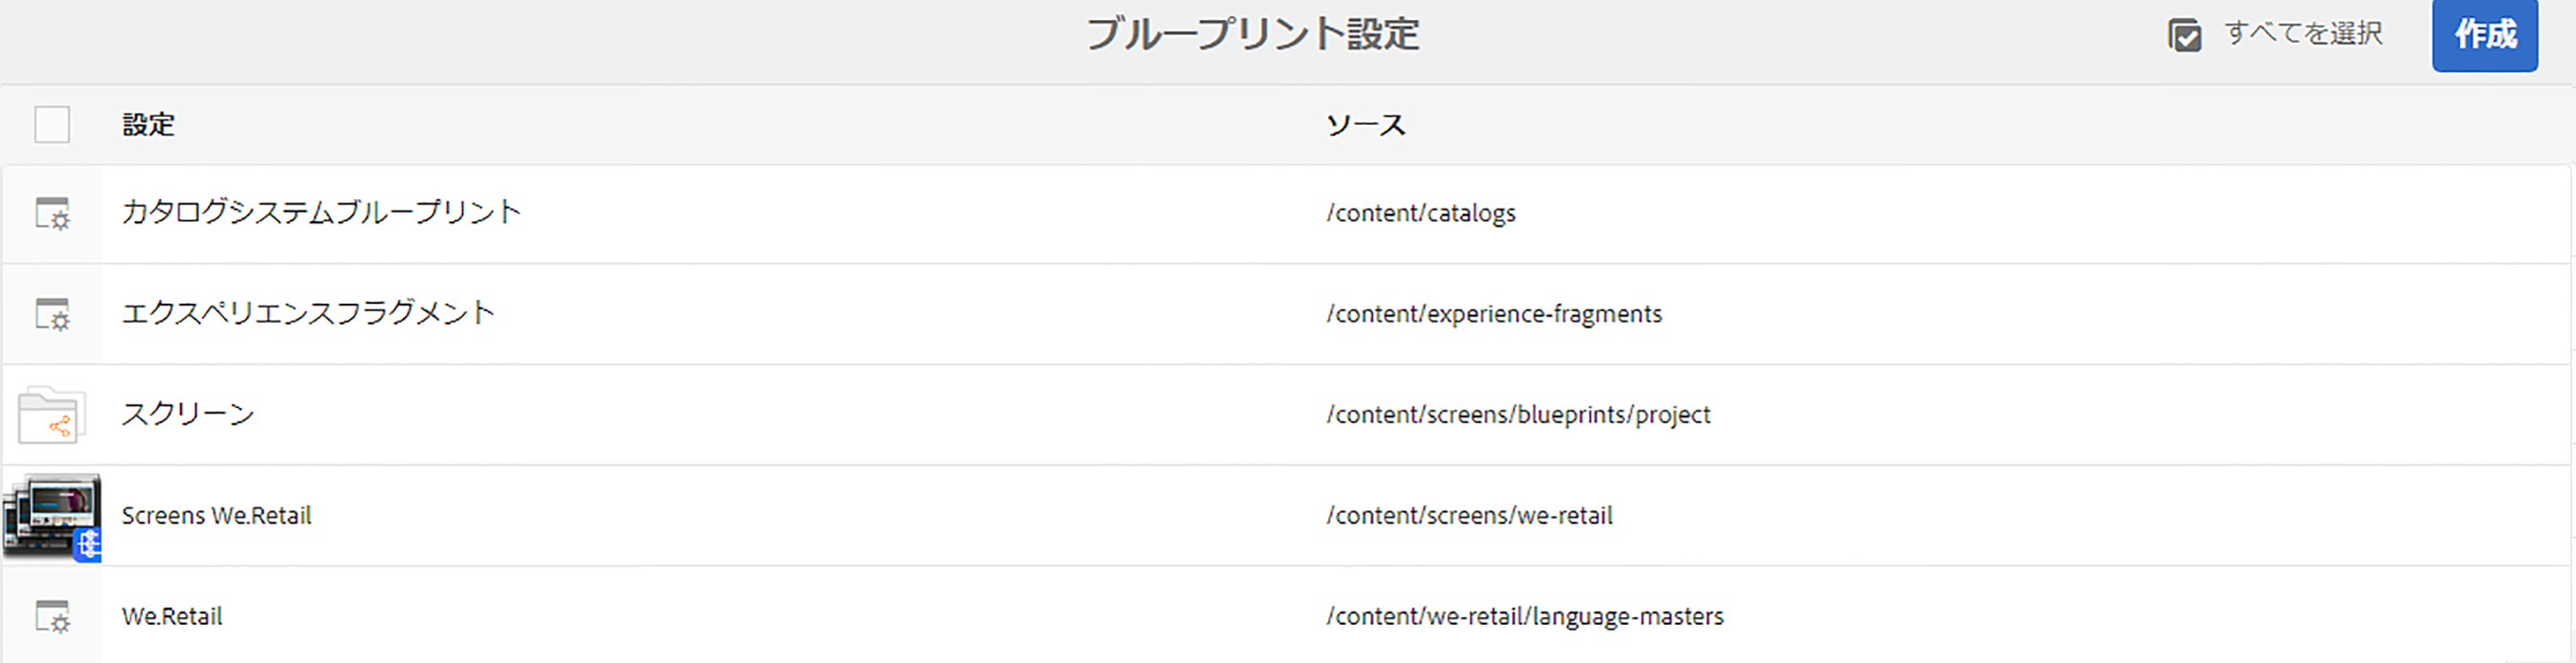 ブループリント設定
すべてを選択
作成
設定 ソース
カタログシステムブループリント /content/catalogs
エクスペリエンスフラグメント /content/experience-fragments
スクリーン /content/screens/blueprints/project
Screens We.Retail /content/screens/we-retail
We.Retail /content/we-retail/language-masters